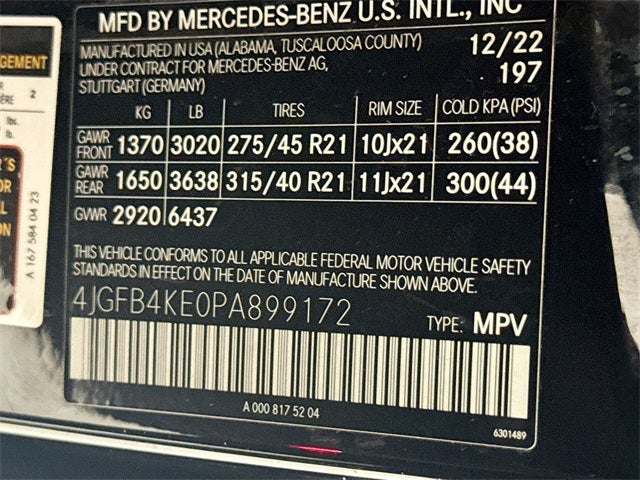 MFD BY MERCEDES-BENZ U.S. INTL., INC
MANUFACTURED IN USA (ALABAMA, TUSCALOOSA COUNTY) 12/22
UNDER CONTRACT FOR MERCEDES-BENZ AG, 197
STUTTGART (GERMANY)
KG LB TIRES RIM SIZE COLD KPA(PSI)
GAWR FRONT 1370 3020 275/45 R21 10Jx21 260(38)
GAWR REAR 1650 3638 315/40 R21 11Jx21 300(44)
GVWR 2920 6437
THIS VEHICLE CONFORMS TO ALL APPLICABLE FEDERAL MOTOR VEHICLE SAFETY
STANDARDS IN EFFECT ON THE DATE OF MANUFACTURE SHOWN ABOVE.
4JGFB4KE0PA899172 TYPE: MPV
A 000 817 52 04
6301489
2
lbs.
lb.
A 167 584 04 23